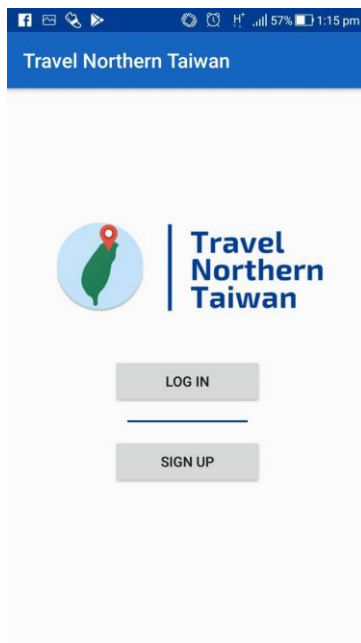 57% 1:15 pm
Travel Northern Taiwan
Travel
Northern
Taiwan
LOG IN
SIGN UP